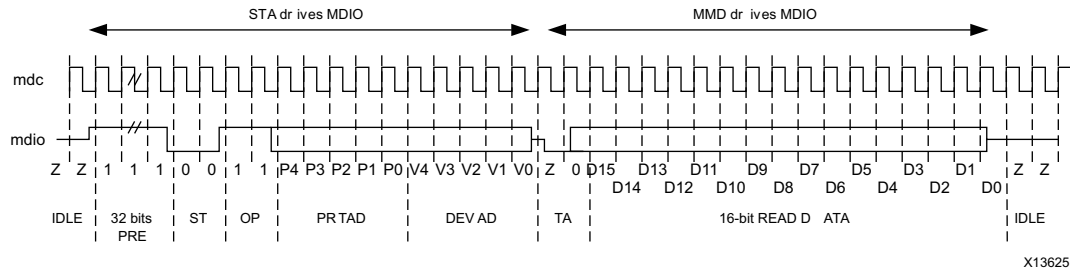 STA dr ives MDIO MMD dr ives MDIO
mdc
mdio
Z Z 1 1 1 0 0 1 1 P4 P3 P2 P1 P0 V4 V3 V2 V1 V0 Z 0 D15 D13 D11 D9 D7 D5 D3 D1 Z Z
D14 D12 D10 D8 D6 D4 D2 D0
IDLE 32 bits ST OP PR TAD DEV AD TA 16-bit READ D ATA IDLE
PRE
X13625